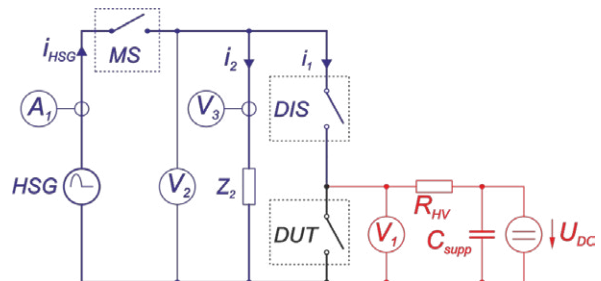 i_HSG
MS
i_2
i_1
A_1
V_3
DIS
HSG
V_2
Z_2
DUT
V_1
R_HV
C_supp
U_DC